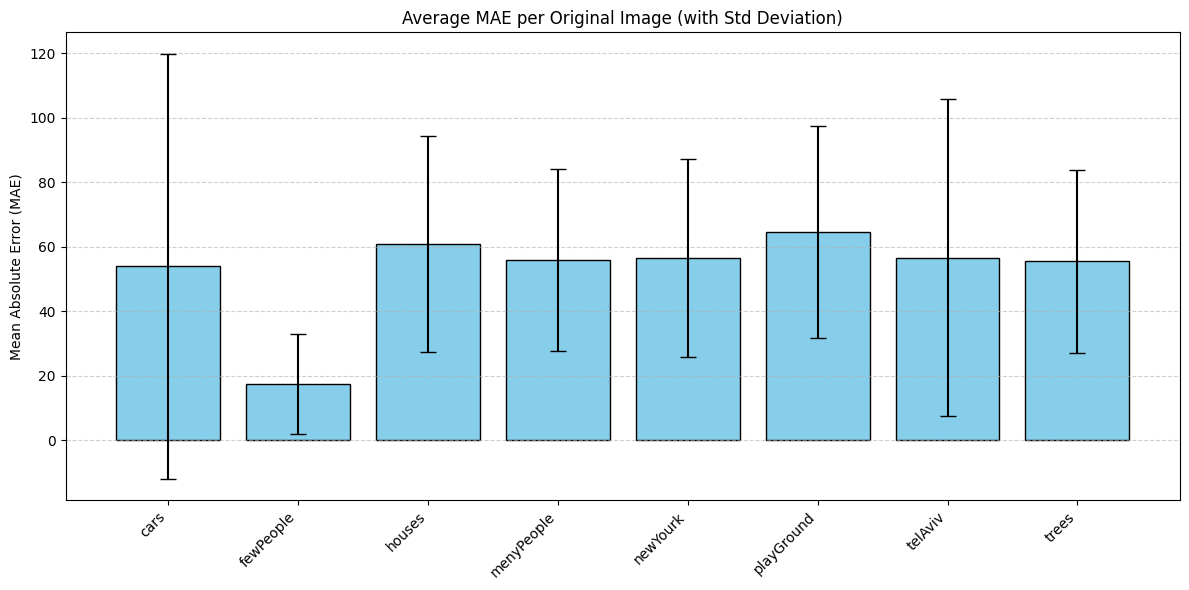 Average MAE per Original Image (with Std Deviation)
Mean Absolute Error (MAE)
120
100
80
60
40
20
0
cars
fewPeople
houses
menyPeople
newYourk
playGround
telAviv
trees